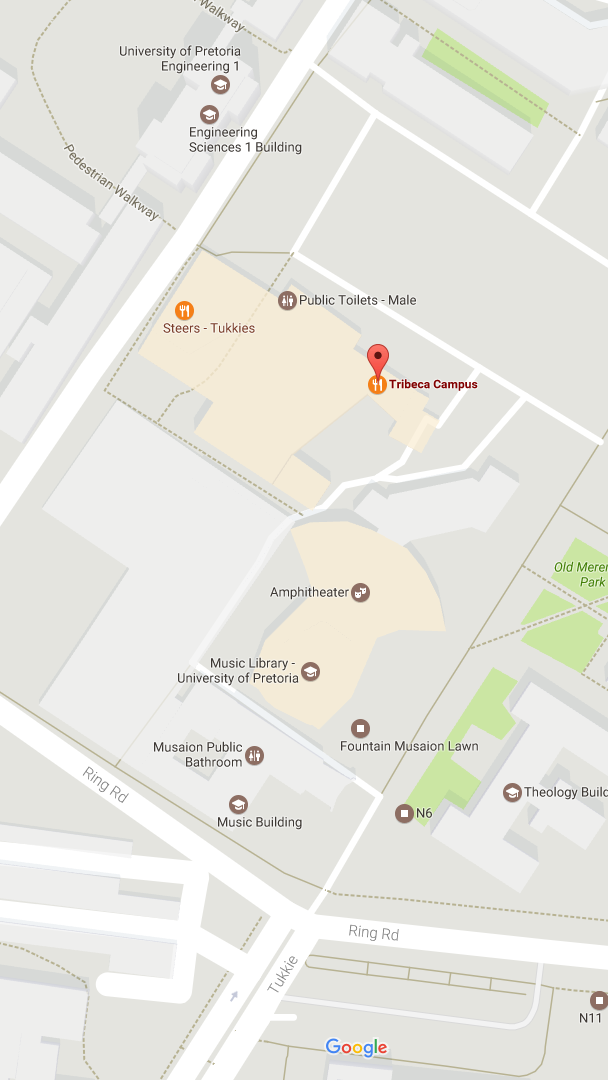 Walkway
University of Pretoria
Engineering 1
Engineering
Sciences 1 Building
Pedestrian Walkway
Public Toilets - Male
Steers - Tukkies
Tribeca Campus
Old Meren
Park
Amphitheater
Music Library -
University of Pretoria
Fountain Musaion Lawn
Musaion Public
Bathroom
Ring Rd
Theology Build
Music Building
N6
Ring Rd
Tukkie
N11
Google